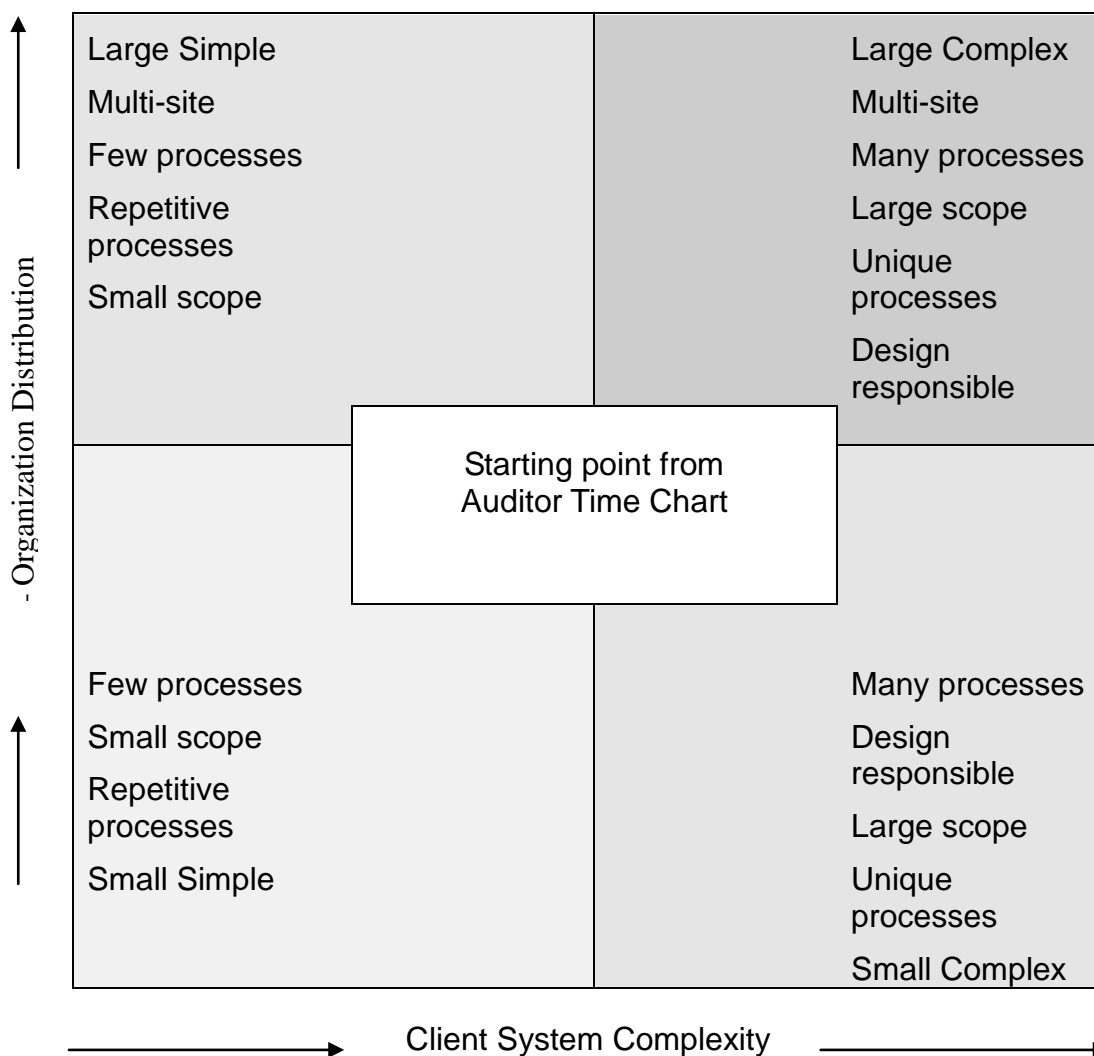 Large Simple
Multi-site
Few processes
Repetitive
processes
Small scope
Large Complex
Multi-site
Many processes
Large scope
Unique
processes
Design
responsible
- Organization Distribution
Starting point from
Auditor Time Chart
Few processes
Small scope
Repetitive
processes
Small Simple
Many processes
Design
responsible
Large scope
Unique
processes
Small Complex
Client System Complexity